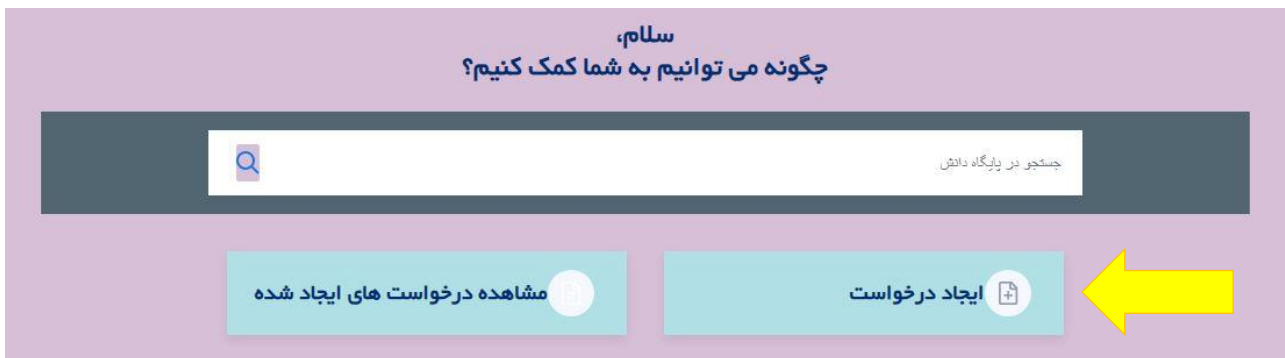 سلام،
چگونه می توانیم به شما کمک کنیم؟
جستجو در پایگاه دانش
ایجاد درخواست
مشاهده درخواست های ایجاد شده